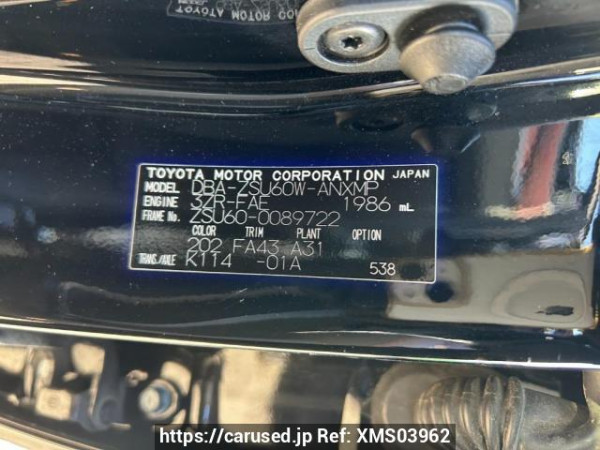 TOYOTA MOTOR CORPORATION JAPAN
MODEL DBA-ZSU60W-ANXMP
ENGINE 3ZR-FAE 1986 mL
FRAME No. ZSU60-0089722
COLOR TRIM PLANT OPTION
202 FA43 A31
TRANS./AXLE K114 -01A 538
https://carused.jp Ref: XMS03962